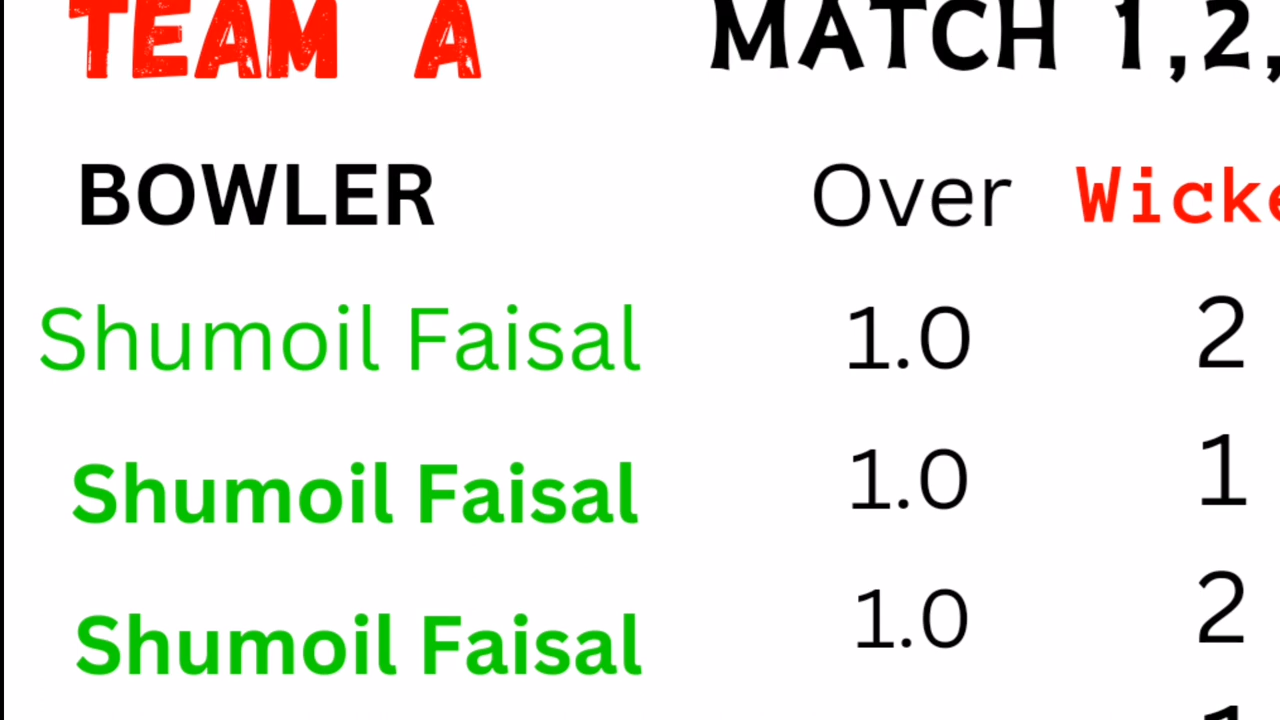 TEAM A MATCH 1,2,
BOWLER Over Wicke
Shumoil Faisal 1.0 2
Shumoil Faisal 1.0 1
Shumoil Faisal 1.0 2